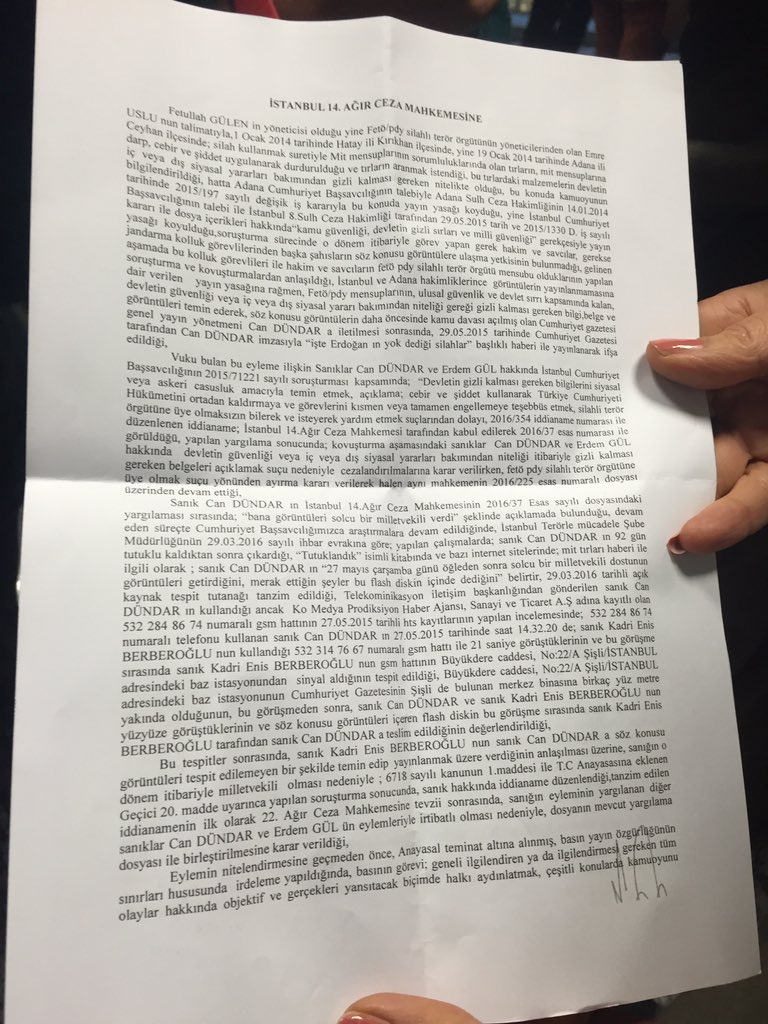 İSTANBUL 14. AĞIR CEZA MAHKEMESİNE
Fetullah GÜLEN in yöneticisi olduğu yine Fetö/pdy silahlı terör örgütünün yöneticilerinden olan Emre
USLU nun talimatıyla,1 Ocak 2014 tarihinde Hatay ili Kırıkhan ilçesinde, yine 19 Ocak 2014 tarihinde Adana ili
Ceyhan ilçesinde; silah kullanmak suretiyle Mit mensuplarının sorumluluklarında olan tırların, mit mensuplarına
darp, cebir ve şiddet uygulanarak durdurulduğu ve tırların aranmak istendiği, bu tırlardaki malzemelerin devletin
iç veya dış siyasal yararları bakımından gizli kalması gereken nitelikte olduğu, bu konuda kamuoyunun
bilgilendirildiği, hatta Adana Cumhuriyet Başsavcılığının talebiyle Adana Sulh Ceza Hakimliğinin 14.01.2014
tarihinde 2015/197 sayılı değişik iş kararıyla bu konuda yayın yasağı koyduğu, yine İstanbul Cumhuriyet
Başsavcılığının talebi ile İstanbul 8.Sulh Ceza Hakimliği tarafından 29.05.2015 tarih ve 2015/1330 D. iş sayılı
kararı ile dosya içerikleri hakkında“kamu güvenliği, devletin gizli sırları ve milli güvenliği” gerekçesiyle yayın
yasağı koyulduğu,soruşturma sürecinde o dönem itibariyle görev yapan gerek hakim ve savcılar, gerekse
jandarma kolluk görevlilerinden başka şahısların söz konusu görüntülere ulaşma yetkisinin bulunmadığı, gelinen
aşamada bu kolluk görevlileri ile hakim ve savcıların fetö pdy silahlı terör örgütü mensubu olduklarının yapılan
soruşturma ve kovuşturmalardan anlaşıldığı, İstanbul ve Adana hakimliklerince görüntülerin yayınlanmamasına
dair verilen yayın yasağına rağmen, Fetö/pdy mensuplarının, ulusal güvenlik ve devlet sırrı kapsamında kalan,
devletin güvenliği veya iç veya dış siyasal yararı bakımından niteliği gereği gizli kalması gereken bilgi,belge ve
görüntüleri temin ederek, söz konusu görüntülerin daha öncesinde kamu davası açılmış olan Cumhuriyet gazetesi
genel yayın yönetmeni Can DÜNDAR a iletilmesi sonrasında, 29.05.2015 tarihinde Cumhuriyet Gazetesi
tarafından Can DÜNDAR imzasıyla “işte Erdoğan ın yok dediği silahlar” başlıklı haberi ile yayınlanarak ifşa
edildiği,
Vuku bulan bu eyleme ilişkin Sanıklar Can DÜNDAR ve Erdem GÜL hakkında İstanbul Cumhuriyet
Başsavcılığının 2015/71221 sayılı soruşturması kapsamında; “Devletin gizli kalması gereken bilgilerini siyasal
veya askeri casusluk amacıyla temin etmek, açıklama; cebir ve şiddet kullanarak Türkiye Cumhuriyeti
Hükümetini ortadan kaldırmaya ve görevlerini kısmen veya tamamen engellemeye teşebbüs etmek, silahlı terör
örgütüne üye olmaksızın bilerek ve isteyerek yardım etmek suçlarından dolayı, 2016/354 iddianame numarası ile
düzenlenen iddianame; İstanbul 14.Ağır Ceza Mahkemesi tarafından kabul edilerek 2016/37 esas numarası ile
görüldüğü, yapılan yargılama sonucunda; kovuşturma aşamasındaki sanıklar Can DÜNDAR ve Erdem GÜL
hakkında devletin güvenliği veya iç veya dış siyasal yararları bakımından niteliği itibariyle gizli kalması
gereken belgeleri açıklamak suçu nedeniyle cezalandırılmalarına karar verilirken, fetö pdy silahlı terör örgütüne
üye olmak suçu yönünden ayırma kararı verilerek halen aynı mahkemenin 2016/225 esas numaralı dosyası
üzerinden devam ettiği,
Sanık Can DÜNDAR ın İstanbul 14.Ağır Ceza Mahkemesinin 2016/37 Esas sayılı dosyasındaki
yargılaması sırasında; “bana görüntüleri solcu bir milletvekili verdi” şeklinde açıklamada bulunduğu, devam
eden süreçte Cumhuriyet Başsavcılığımızca araştırmalara devam edildiğinde, İstanbul Terörle mücadele Şube
Müdürlüğünün 29.03.2016 sayılı ihbar evrakına göre; yapılan çalışmalarda; sanık Can DÜNDAR ın 92 gün
tutuklu kaldıktan sonra çıkardığı, “Tutuklandık” isimli kitabında ve bazı internet sitelerinde; mit tırları haberi ile
ilgili olarak ; sanık Can DÜNDAR ın “27 mayıs çarşamba günü öğleden sonra solcu bir milletvekili dostunun
görüntüleri getirdiğini, merak ettiğin şeyler bu flash diskin içinde dediğini” belirtir, 29.03.2016 tarihli açık
kaynak tespit tutanağı tanzim edildiği, Telekominikasyon iletişim başkanlığından gönderilen sanık Can
DÜNDAR ın kullandığı ancak Ko Medya Prodiksiyon Haber Ajansı, Sanayi ve Ticaret A.Ş adına kayıtlı olan
532 284 86 74 numaralı gsm hattının 27.05.2015 tarihli hts kayıtlarının yapılan incelemesinde; 532 284 86 74
numaralı telefonu kullanan sanık Can DÜNDAR ın 27.05.2015 tarihinde saat 14.32.20 de; sanık Kadri Enis
BERBEROĞLU nun kullandığı 532 314 76 67 numaralı gsm hattı ile 21 saniye görüştüklerinin ve bu görüşme
sırasında sanık Kadri Enis BERBEROĞLU nun gsm hattının Büyükdere caddesi, No:22/A Şişli/İSTANBUL
adresindeki baz istasyonundan sinyal aldığının tespit edildiği, Büyükdere caddesi, No:22/A Şişli/İSTANBUL
adresindeki baz istasyonunun Cumhuriyet Gazetesinin Şişli de bulunan merkez binasına birkaç yüz metre
yakında olduğunun, bu görüşmeden sonra, sanık Can DÜNDAR ve sanık Kadri Enis BERBEROĞLU nun
yüzyüze görüştüklerinin ve söz konusu görüntüleri içeren flash diskin bu görüşme sırasında sanık Kadri Enis
BERBEROĞLU tarafından sanık Can DÜNDAR a teslim edildiğinin değerlendirildiği,
Bu tespitler sonrasında, sanık Kadri Enis BERBEROĞLU nun sanık Can DÜNDAR a söz konusu
görüntüleri tespit edilemeyen bir şekilde temin edip yayınlanmak üzere verdiğinin anlaşılması üzerine, sanığın o
dönem itibariyle milletvekili olması nedeniyle ; 6718 sayılı kanunun 1.maddesi ile T.C Anayasasına eklenen
Geçici 20. madde uyarınca yapılan soruşturma sonucunda, sanık hakkında iddianame düzenlendiği,tanzim edilen
iddianamenin ilk olarak 22. Ağır Ceza Mahkemesine tevzii sonrasında, sanığın eyleminin yargılanan diğer
sanıklar Can DÜNDAR ve Erdem GÜL ün eylemleriyle irtibatlı olması nedeniyle, dosyanın mevcut yargılama
dosyası ile birleştirilmesine karar verildiği,
Eylemin nitelendirmesine geçmeden önce, Anayasal teminat altına alınmış, basın yayın özgürlüğünün
sınırları hususunda irdeleme yapıldığında, basının görevi; geneli ilgilendiren ya da ilgilendirmesi gereken tüm
olaylar hakkında objektif ve gerçekleri yansıtacak biçimde halkı aydınlatmak, çeşitli konularda kamuoyunu